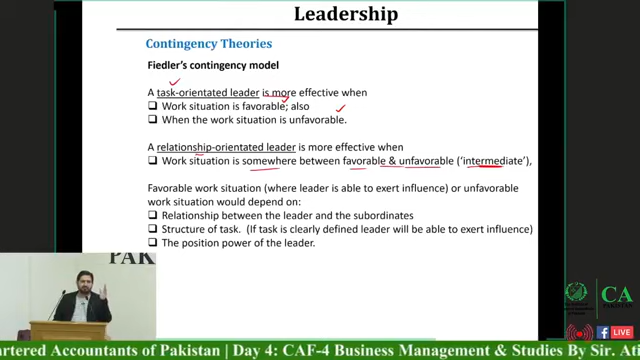 Leadership
Contingency Theories
Fiedler's contingency model
A task-orientated leader is more effective when
❑ Work situation is favorable; also
❑ When the work situation is unfavorable.
A relationship-orientated leader is more effective when
❑ Work situation is somewhere between favorable & unfavorable ('intermediate'),
Favorable work situation (where leader is able to exert influence) or unfavorable
work situation would depend on:
❑ Relationship between the leader and the subordinates
❑ Structure of task. (If task is clearly defined leader will be able to exert influence)
❑ The position power of the leader.
PAK
CA
PAKISTAN
LIVE
artered Accountants of Pakistan | Day 4: CAF-4 Business Management & Studies By Sir. Ati